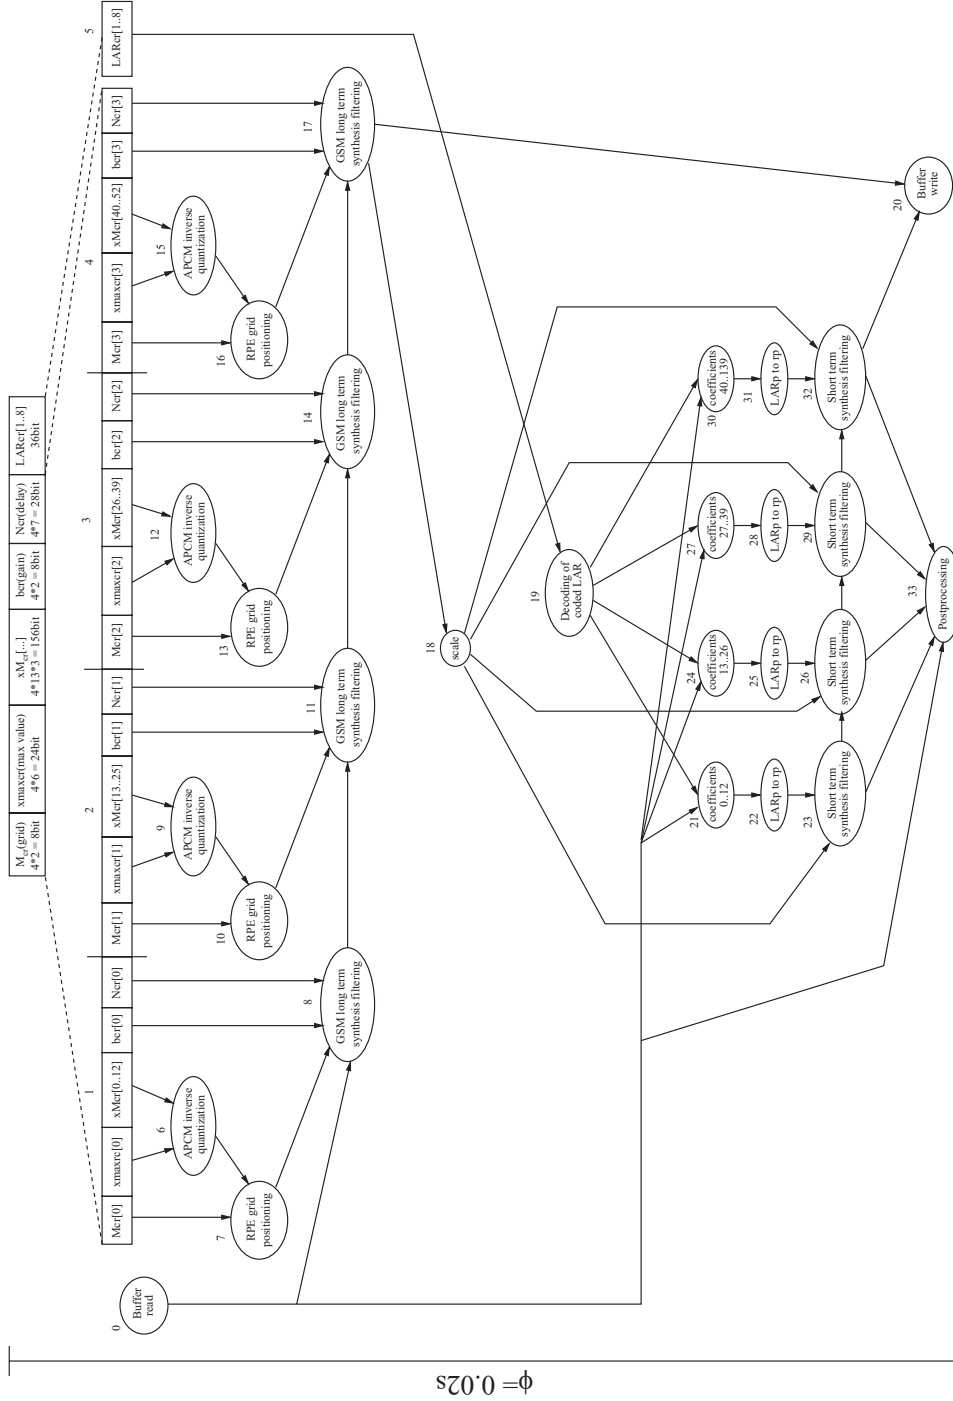 M_cr(grid)
4*2 = 8bit
xmaxcr(max value)
4*6 = 24bit
xM_cr[...]
4*13*3 = 156bit
bcr(gain)
4*2 = 8bit
Ncr(delay)
4*7 = 28bit
LARcr[1..8]
36bit
1
2
3
4
5
Mcr[0]
xmaxrc[0]
xMcr[0..12]
bcr[0]
Ncr[0]
Mcr[1]
xmaxcr[1]
xMcr[13..25]
bcr[1]
Ncr[1]
Mcr[2]
xmaxcr[2]
xMcr[26..39]
bcr[2]
Ncr[2]
Mcr[3]
xmaxcr[3]
xMcr[40..52]
bcr[3]
Ncr[3]
LARcr[1..8]
0
Buffer
read
6
APCM inverse
quantization
9
APCM inverse
quantization
12
APCM inverse
quantization
15
APCM inverse
quantization
7
RPE grid
positioning
10
RPE grid
positioning
13
RPE grid
positioning
16
RPE grid
positioning
8
GSM long term
synthesis filtering
11
GSM long term
synthesis filtering
14
GSM long term
synthesis filtering
17
GSM long term
synthesis filtering
18
scale
19
Decoding of
coded LAR
21
coefficients
0..12
24
coefficients
13..26
27
coefficients
27..39
30
coefficients
40..139
22
LARp to rp
25
LARp to rp
28
LARp to rp
31
LARp to rp
23
Short term
synthesis filtering
26
Short term
synthesis filtering
29
Short term
synthesis filtering
32
Short term
synthesis filtering
20
Buffer
write
33
Postprocessing
ϕ= 0.02s